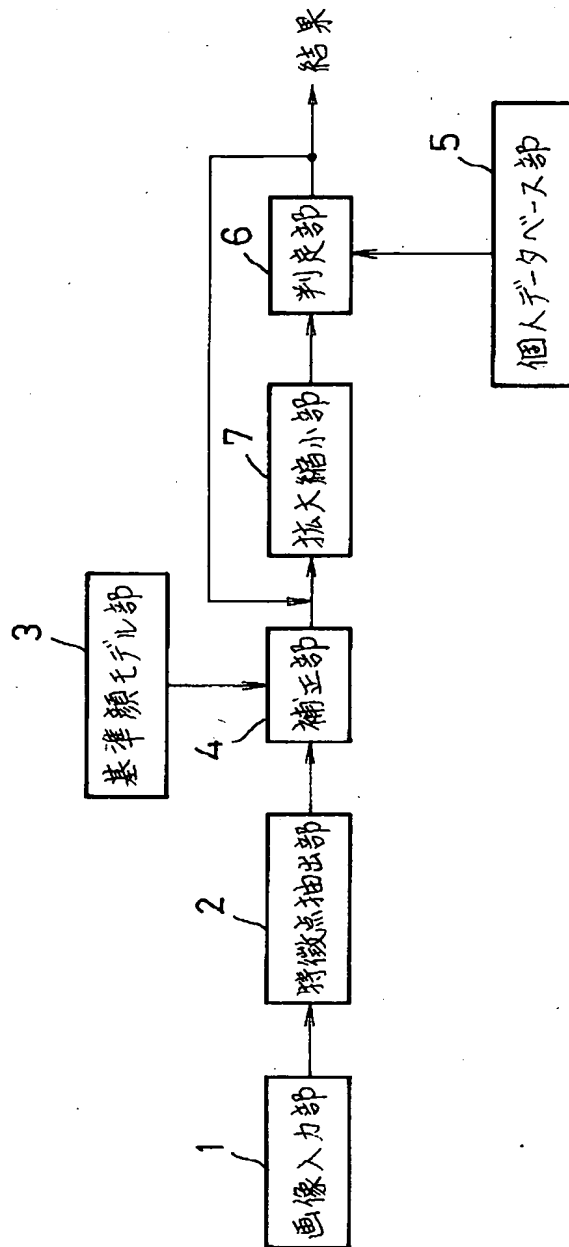 1
画像入力部
2
特徴点抽出部
3
基準顔モデル部
4
補正部
7
拡大縮小部
6
判定部
5
個人データベース部
結果